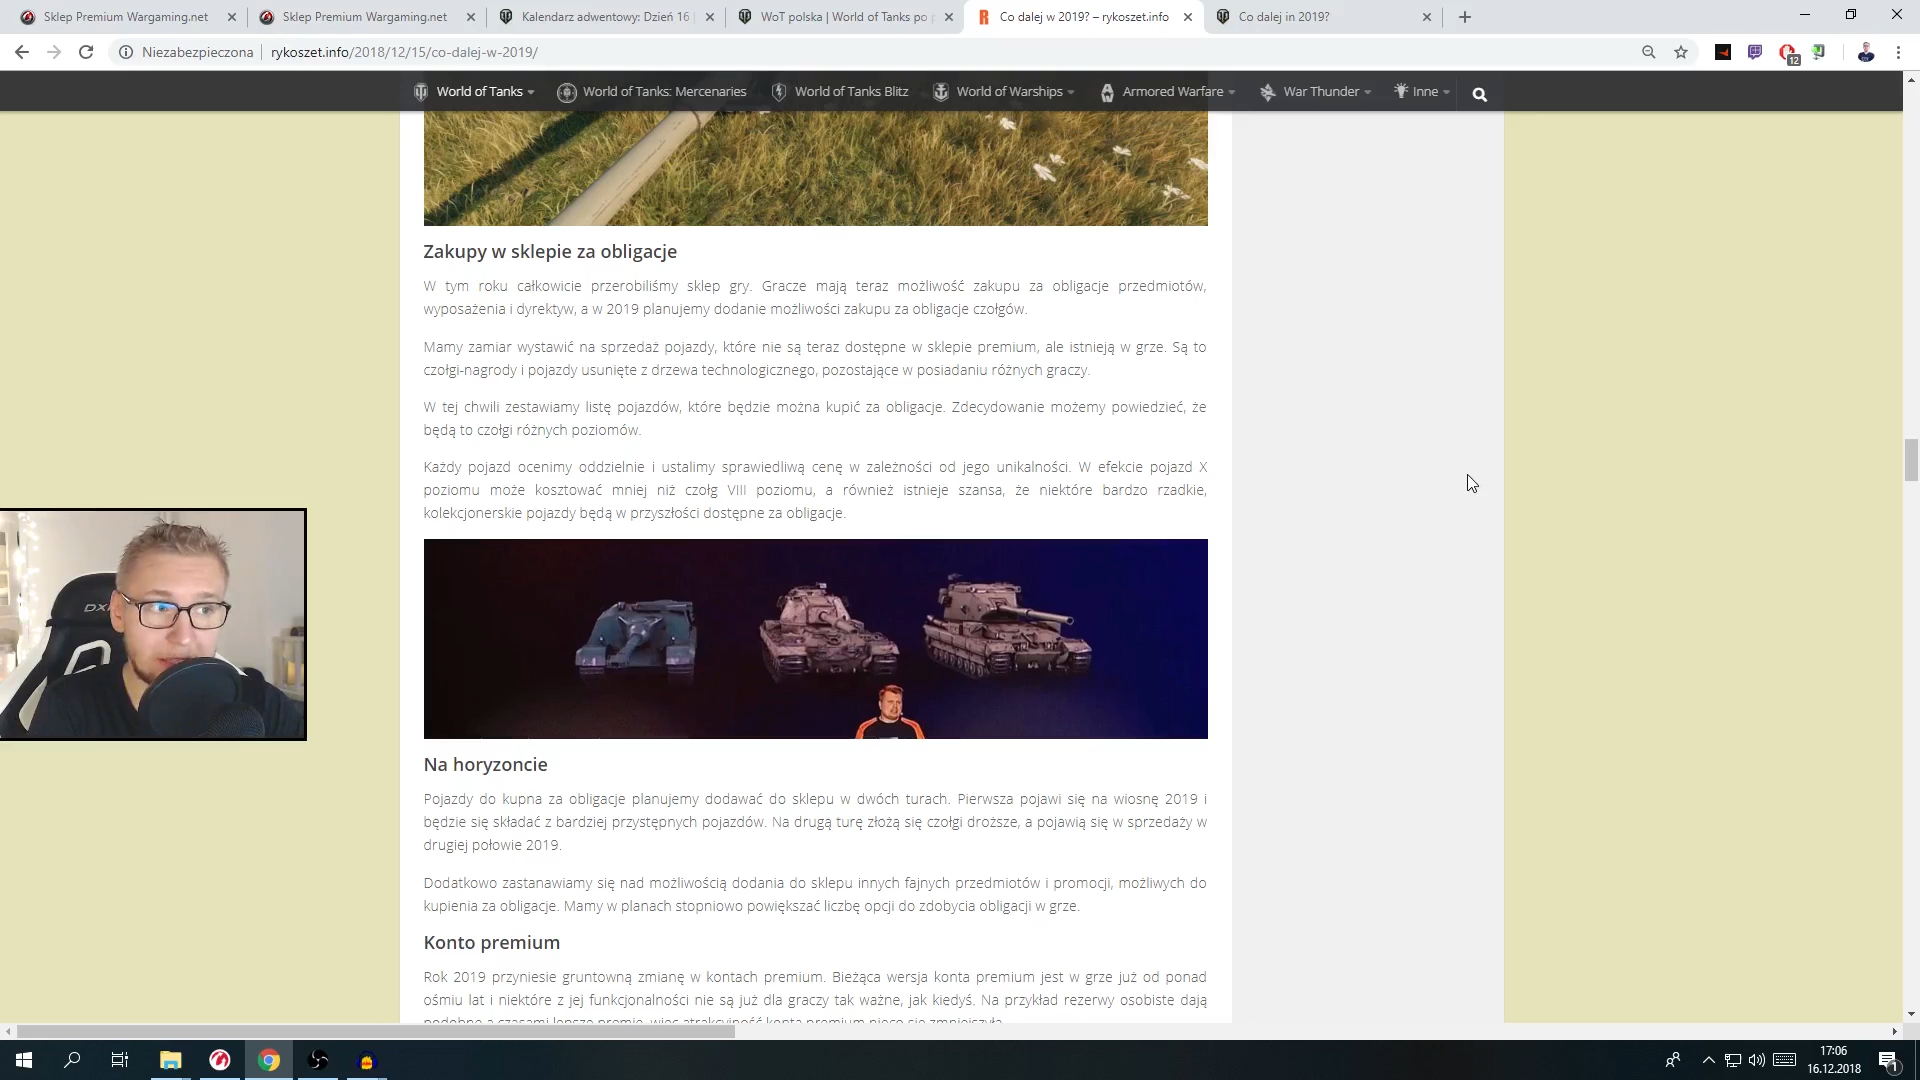 Sklep Premium Wargaming.net
Sklep Premium Wargaming.net
Kalendarz adwentowy: Dzień 16
WoT polska | World of Tanks po p
Co dalej w 2019? – rykoszet.info
Co dalej in 2019?
Niezabezpieczona
rykoszet.info/2018/12/15/co-dalej-w-2019/
12
World of Tanks
World of Tanks: Mercenaries
World of Tanks Blitz
World of Warships
Armored Warfare
War Thunder
Inne
Zakupy w sklepie za obligacje
W tym roku całkowicie przerobiliśmy sklep gry. Gracze mają teraz możliwość zakupu za obligacje przedmiotów,
wyposażenia i dyrektyw, a w 2019 planujemy dodanie możliwości zakupu za obligacje czołgów.
Mamy zamiar wystawić na sprzedaż pojazdy, które nie są teraz dostępne w sklepie premium, ale istnieją w grze. Są to
czołgi-nagrody i pojazdy usunięte z drzewa technologicznego, pozostające w posiadaniu różnych graczy.
W tej chwili zestawiamy listę pojazdów, które będzie można kupić za obligacje. Zdecydowanie możemy powiedzieć, że
będą to czołgi różnych poziomów.
Każdy pojazd ocenimy oddzielnie i ustalimy sprawiedliwą cenę w zależności od jego unikalności. W efekcie pojazd X
poziomu może kosztować mniej niż czołg VIII poziomu, a również istnieje szansa, że niektóre bardzo rzadkie,
kolekcjonerskie pojazdy będą w przyszłości dostępne za obligacje.
Na horyzoncie
Pojazdy do kupna za obligacje planujemy dodawać do sklepu w dwóch turach. Pierwsza pojawi się na wiosnę 2019 i
będzie się składać z bardziej przystępnych pojazdów. Na drugą turę złożą się czołgi droższe, a pojawią się w sprzedaży w
drugiej połowie 2019.
Dodatkowo zastanawiamy się nad możliwością dodania do sklepu innych fajnych przedmiotów i promocji, możliwych do
kupienia za obligacje. Mamy w planach stopniowo powiększać liczbę opcji do zdobycia obligacji w grze.
Konto premium
Rok 2019 przyniesie gruntowną zmianę w kontach premium. Bieżąca wersja konta premium jest w grze już od ponad
ośmiu lat i niektóre z jej funkcjonalności nie są już dla graczy tak ważne, jak kiedyś. Na przykład rezerwy osobiste dają
podobne a czasami lepsze premie, więc atrakcyjność konta premium nieco się zmniejszyła.
17:06
16.12.2018
1